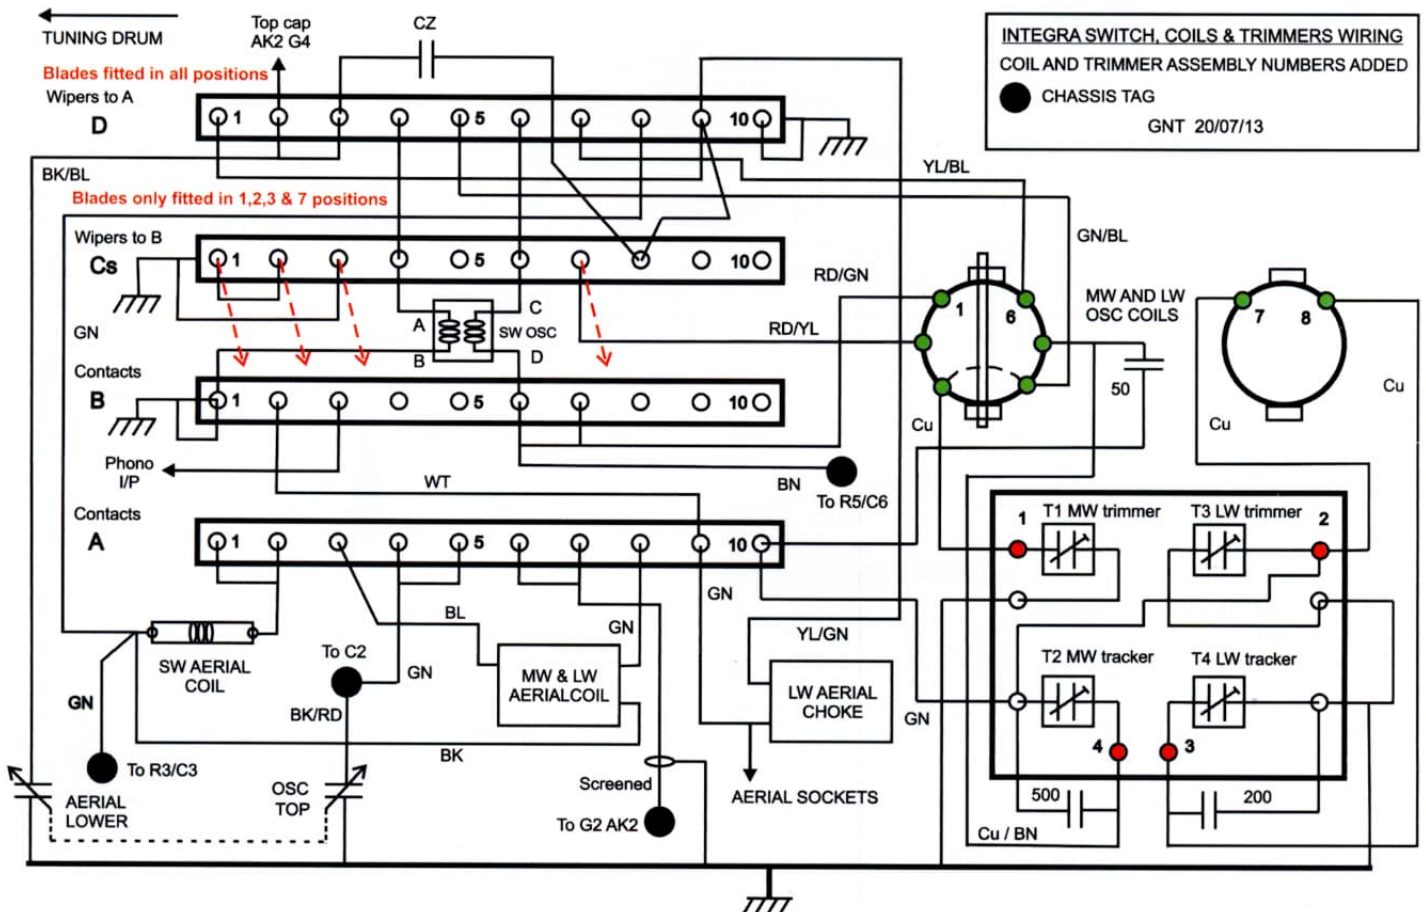 TUNING DRUM
Top cap
AK2 G4
CZ
INTEGRA SWITCH, COILS & TRIMMERS WIRING
COIL AND TRIMMER ASSEMBLY NUMBERS ADDED
CHASSIS TAG
GNT 20/07/13
Blades fitted in all positions
Wipers to A
D
1
5
10
BK/BL
YL/BL
Blades only fitted in 1,2,3 & 7 positions
Wipers to B
Cs
1
5
10
GN/BL
RD/GN
RD/YL
GN
A
C
SW OSC
B
D
1
6
MW AND LW
OSC COILS
7
8
50
Cu
Cu
Cu
Contacts
B
1
5
10
Phono
I/P
WT
BN
To R5/C6
Contacts
A
1
5
10
1
T1 MW trimmer
T3 LW trimmer
2
BL
GN
GN
YL/GN
SW AERIAL
COIL
To C2
GN
MW & LW
AERIALCOIL
LW AERIAL
CHOKE
GN
T2 MW tracker
T4 LW tracker
4
3
GN
BK/RD
BK
To R3/C3
AERIAL
LOWER
OSC
TOP
Screened
To G2 AK2
AERIAL SOCKETS
500
200
Cu / BN